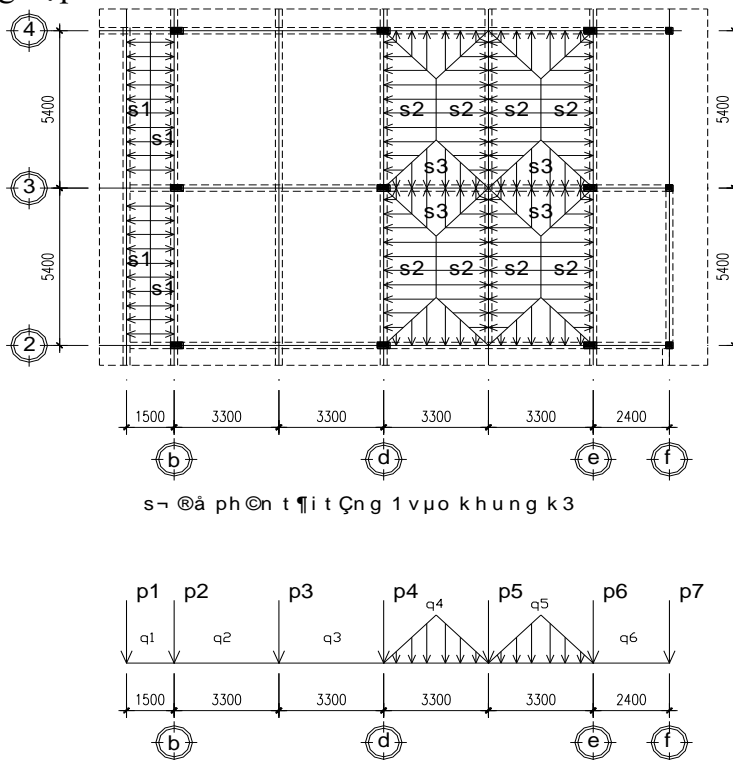 4
s1 s2 s2 s2 s2
s1
5400 5400
s3 s3
3
s3 s3
s1 s2 s2 s2 s2
s1
5400 5400
2
1500 3300 3300 3300 3300 2400
b d e f
s¬ ®å ph©n t¶i tÇng 1 vµo khung k3
p1 p2 p3 p4 p5 p6 p7
q4 q5
q1 q2 q3 q6
1500 3300 3300 3300 3300 2400
b d e f